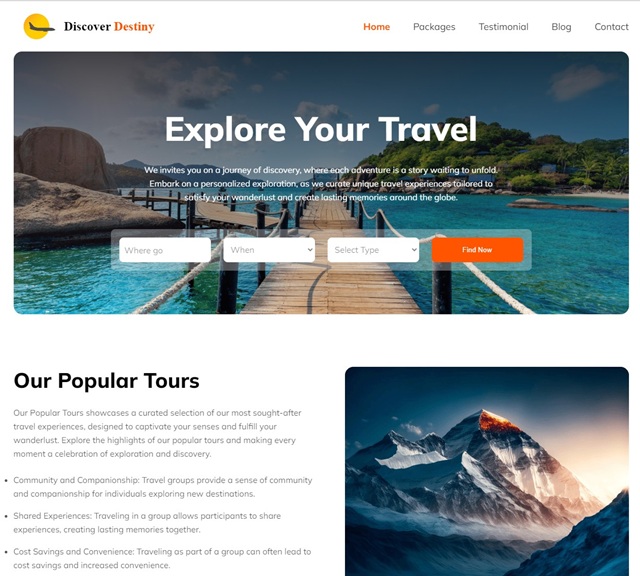 Discover Destiny
Home Packages Testimonial Blog Contact
Explore Your Travel
We invites you on a journey of discovery, where each adventure is a story waiting to unfold.
Embark on a personalized exploration, as we curate unique travel experiences tailored to
satisfy your wanderlust and create lasting memories around the globe.
Where go When Select Type Find Now
Our Popular Tours
Our Popular Tours showcases a curated selection of our most sought-after
travel experiences, designed to captivate your senses and fulfill your
wanderlust. Explore the highlights of our popular tours and making every
moment a celebration of exploration and discovery.
• Community and Companionship: Travel groups provide a sense of community
and companionship for individuals exploring new destinations.
• Shared Experiences: Traveling in a group allows participants to share
experiences, creating lasting memories together.
• Cost Savings and Convenience: Traveling as part of a group can often lead to
cost savings and increased convenience.